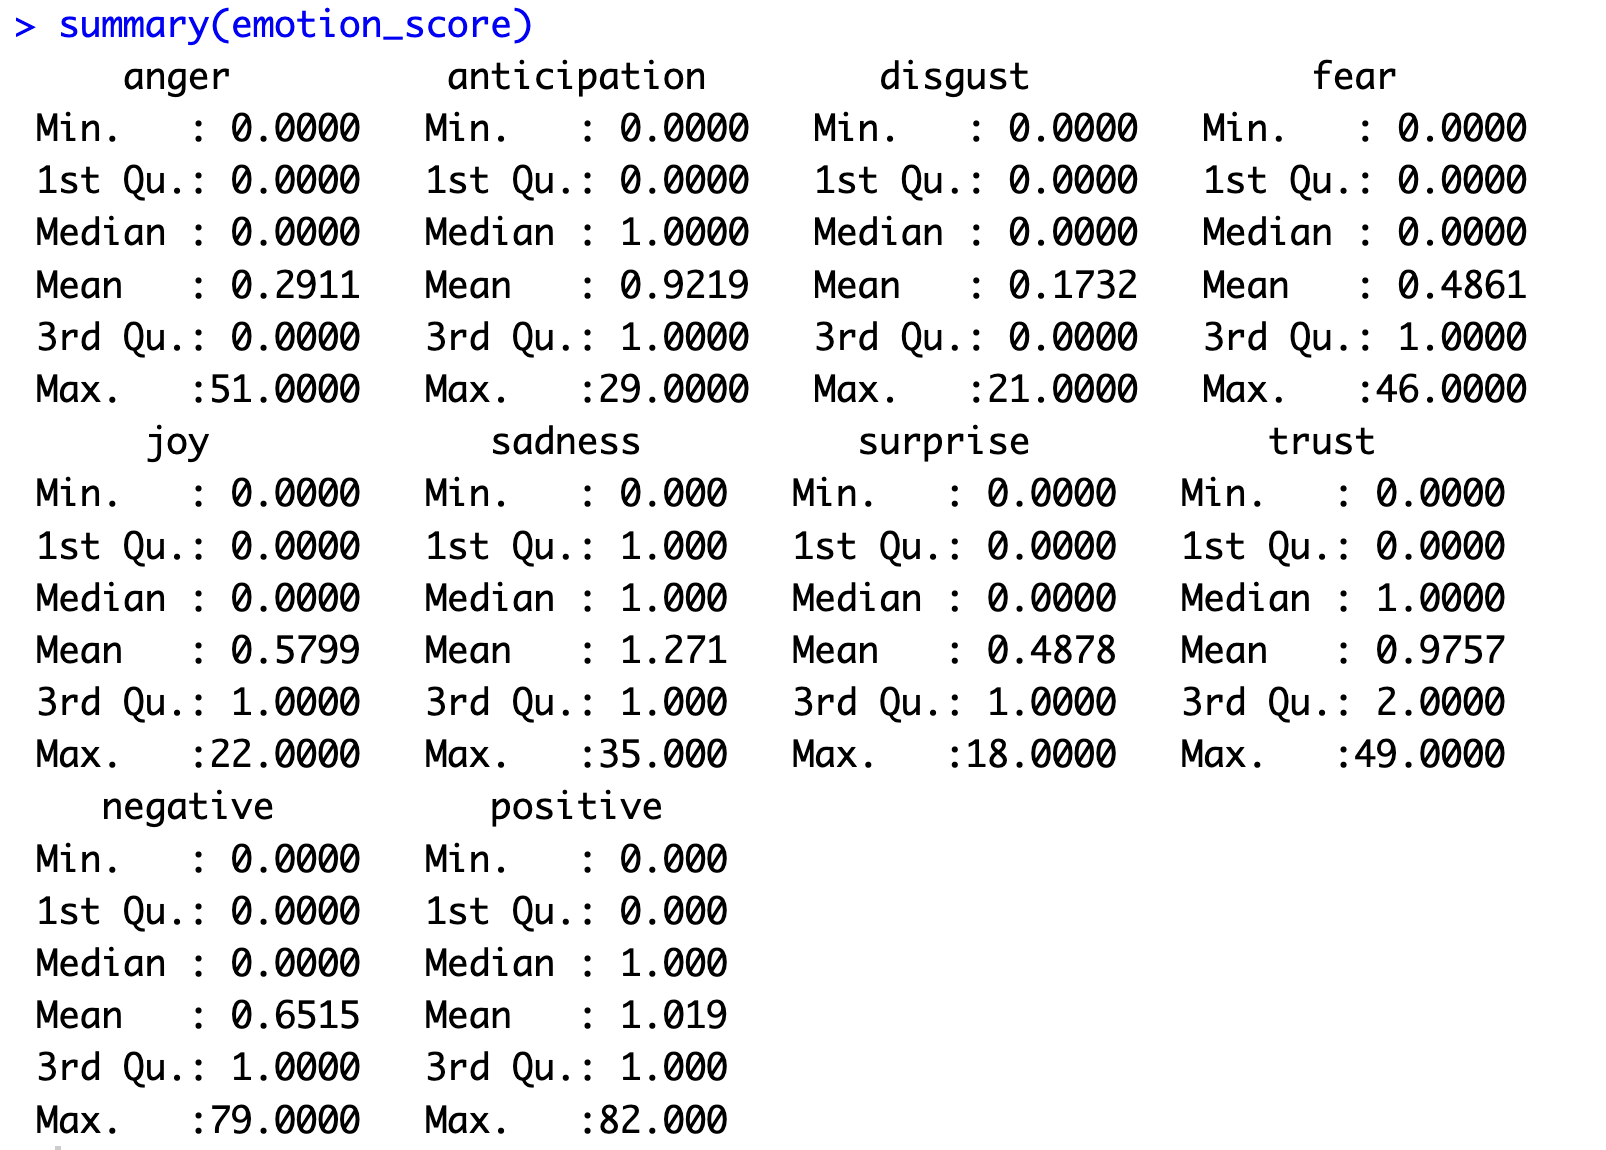 > summary(emotion_score)
     anger          anticipation        disgust             fear
 Min.   : 0.0000   Min.   : 0.0000   Min.   : 0.0000   Min.   : 0.0000
 1st Qu.: 0.0000   1st Qu.: 0.0000   1st Qu.: 0.0000   1st Qu.: 0.0000
 Median : 0.0000   Median : 1.0000   Median : 0.0000   Median : 0.0000
 Mean   : 0.2911   Mean   : 0.9219   Mean   : 0.1732   Mean   : 0.4861
 3rd Qu.: 0.0000   3rd Qu.: 1.0000   3rd Qu.: 0.0000   3rd Qu.: 1.0000
 Max.   :51.0000   Max.   :29.0000   Max.   :21.0000   Max.   :46.0000
      joy             sadness          surprise           trust
 Min.   : 0.0000   Min.   : 0.000   Min.   : 0.0000   Min.   : 0.0000
 1st Qu.: 0.0000   1st Qu.: 1.000   1st Qu.: 0.0000   1st Qu.: 0.0000
 Median : 0.0000   Median : 1.000   Median : 0.0000   Median : 1.0000
 Mean   : 0.5799   Mean   : 1.271   Mean   : 0.4878   Mean   : 0.9757
 3rd Qu.: 1.0000   3rd Qu.: 1.000   3rd Qu.: 1.0000   3rd Qu.: 2.0000
 Max.   :22.0000   Max.   :35.000   Max.   :18.0000   Max.   :49.0000
    negative          positive
 Min.   : 0.0000   Min.   : 0.000
 1st Qu.: 0.0000   1st Qu.: 0.000
 Median : 0.0000   Median : 1.000
 Mean   : 0.6515   Mean   : 1.019
 3rd Qu.: 1.0000   3rd Qu.: 1.000
 Max.   :79.0000   Max.   :82.000